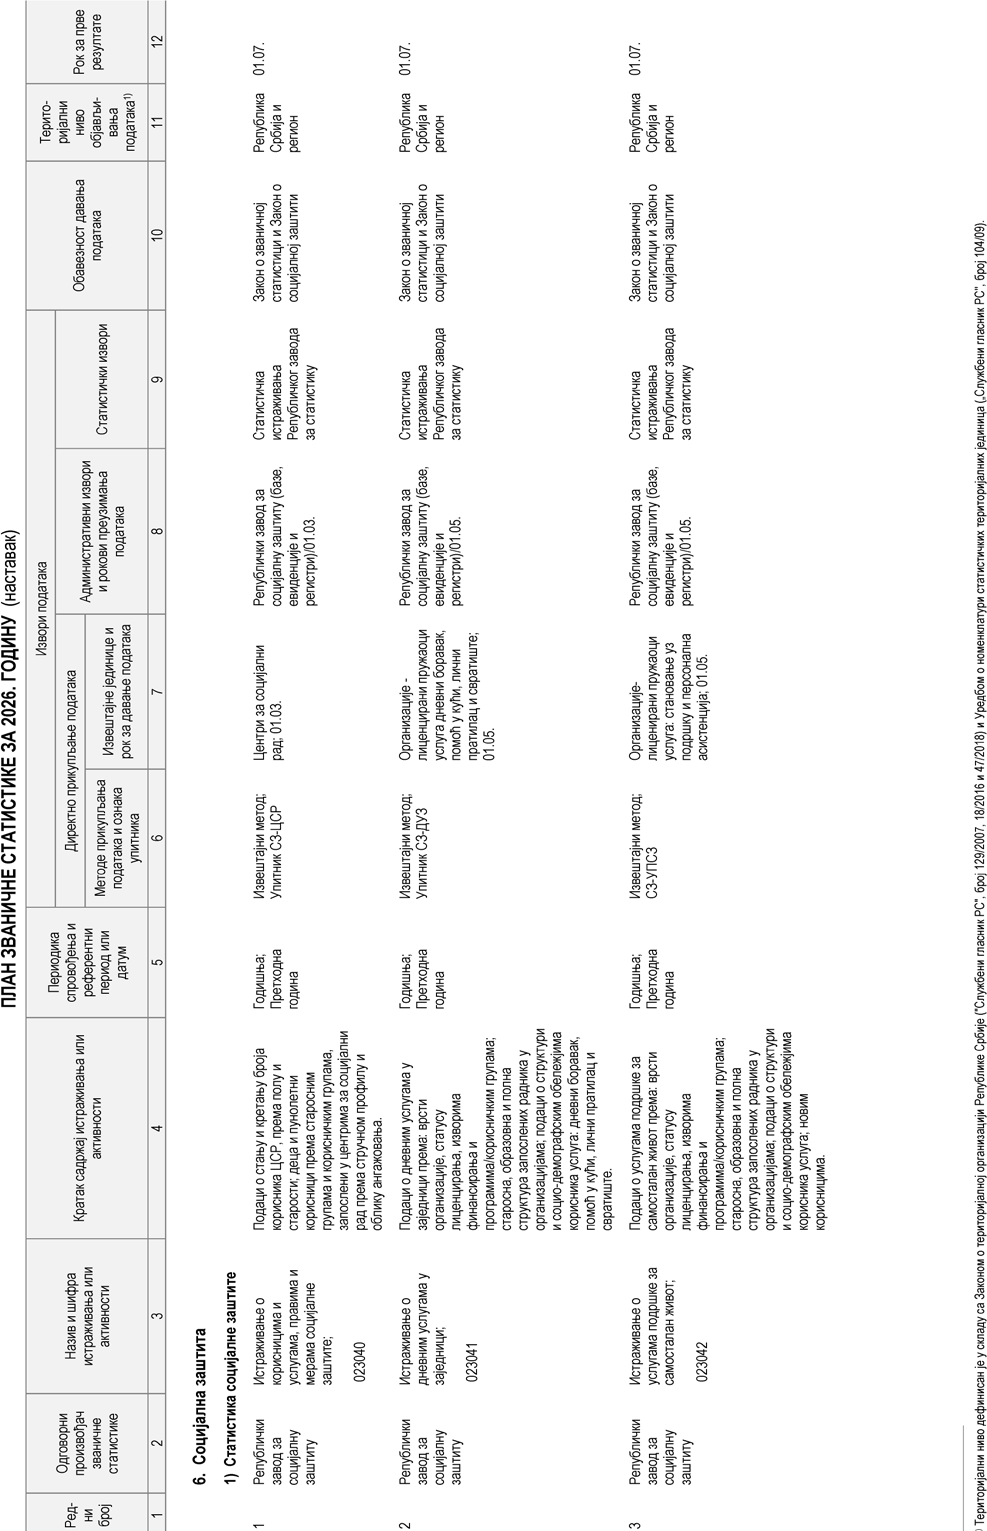 ПЛАН ЗВАНИЧНЕ СТАТИСТИКЕ ЗА 2026. ГОДИНУ (наставак)
Ред-
ни
број
Одговорни
произвођач
званичне
статистике
Назив и шифра
истраживања или
активности
Кратак садржај истраживања или
активности
Периодика
спровођења и
референтни
период или
датум
Извори података
Директно прикупљање података
Методе прикупљања
података и ознака
упитника
Извештајне јединице и
рок за давање података
Административни извори
и рокови преузимања
података
Статистички извори
Обавезност давања
података
Терито-
ријални
ниво
објављи-
вања
података1)
Рок за прве
резултате
1 2 3 4 5 6 7 8 9 10 11 12
6. Социјална заштита
1) Статистика социјалне заштите
1
Републички
завод за
социјалну
заштиту
Истраживање о
корисницима и
услугама, правима и
мерама социјалне
заштите;
023040
Подаци о стању и кретању броја
корисника ЦСР, према полу и
старости; деца и пунолетни
корисници према старосним
групама и корисничким групама,
запослени у центрима за социјални
рад према стручном профилу и
облику ангажовања.
Годишња;
Претходна
година
Извештајни метод;
Упитник СЗ-ЦСР
Центри за социјални
рад; 01.03.
Републички завод за
социјалну заштиту (базе,
евиденције и
регистри)/01.03.
Статистичка
истраживања
Републичког завода
за статистику
Закон о званичној
статистици и Закон о
социјалној заштити
Република
Србија и
регион
01.07.
2
Републички
завод за
социјалну
заштиту
Истраживање о
дневним услугама у
заједници;
023041
Подаци о дневним услугама у
заједници према: врсти
организације, статусу
лиценцирања, изворима
финансирања и
програмима/корисничким групама;
старосна, образовна и полна
структура запослених радника у
организацијама; подаци о структури
и социо-демографским обележјима
корисника услуга: дневни боравак,
помоћ у кући, лични пратилац и
свратиште.
Годишња;
Претходна
година
Извештајни метод;
Упитник СЗ-ДУЗ
Организације -
лиценцирани пружаоци
услуга дневни боравак,
помоћ у кући, лични
пратилац и свратиште;
01.05.
Републички завод за
социјалну заштиту (базе,
евиденције и
регистри)/01.05.
Статистичка
истраживања
Републичког завода
за статистику
Закон о званичној
статистици и Закон о
социјалној заштити
Република
Србија и
регион
01.07.
3
Републички
завод за
социјалну
заштиту
Истраживање о
услугама подршке за
самосталан живот;
023042
Подаци о услугама подршке за
самосталан живот према: врсти
организације, статусу
лиценцирања, изворима
финансирања и
програмима/корисничким групама;
старосна, образовна и полна
структура запослених радника у
организацијама; подаци о структури
и социо-демографским обележјима
корисника услуга; новим
корисницима.
Годишња;
Претходна
година
Извештајни метод;
СЗ-УПСЗ
Организације-
лиценирани пружаоци
услуга: становање уз
подршку и персонална
асистенција; 01.05.
Републички завод за
социјалну заштиту (базе,
евиденције и
регистри)/01.05.
Статистичка
истраживања
Републичког завода
за статистику
Закон о званичној
статистици и Закон о
социјалној заштити
Република
Србија и
регион
01.07.
) Територијални ниво дефинисан је у складу са Законом о територијалној организацији Републике Србије ("Службени гласник РС", број 129/2007, 18/2016 и 47/2018) и Уредбом о номенклатури статистичких територијалних јединица („Службени гласник РС", број 104/09).